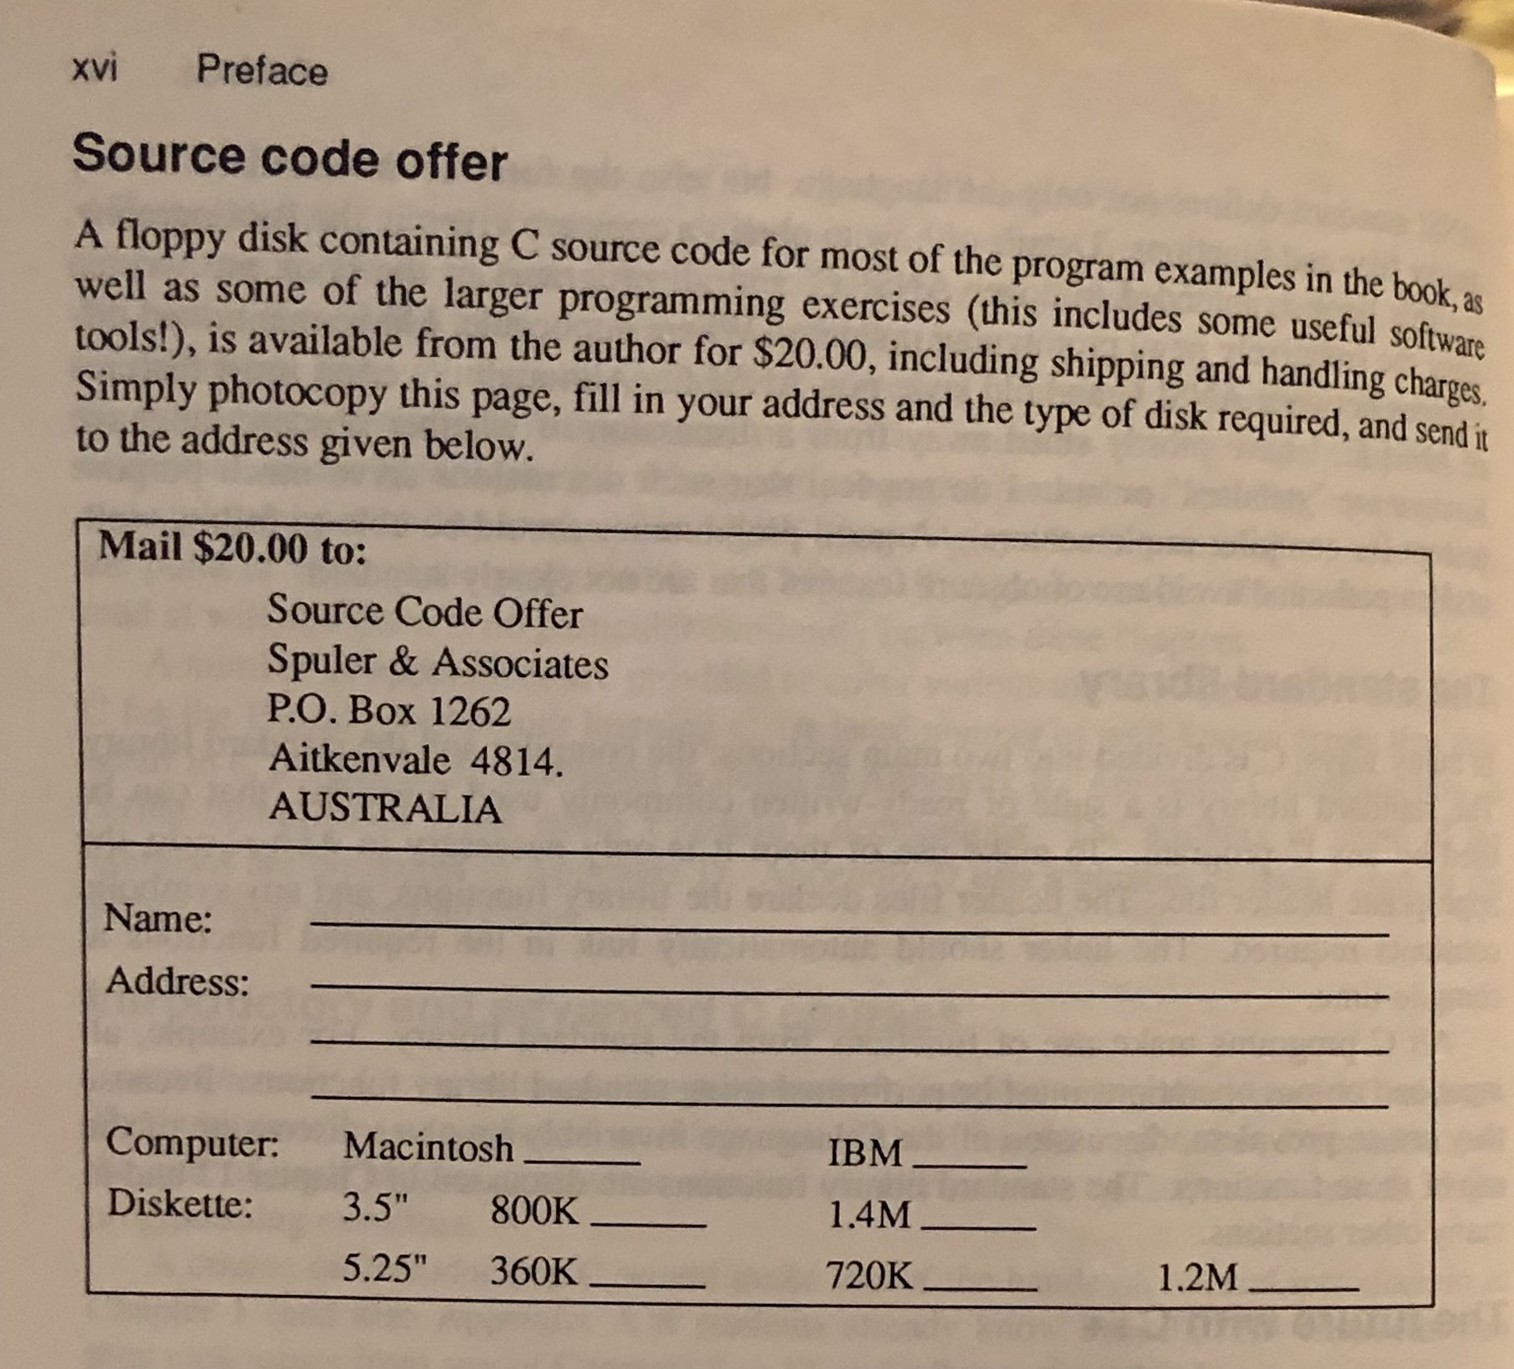 xvi Preface
Source code offer
A floppy disk containing C source code for most of the program examples in the book, as
well as some of the larger programming exercises (this includes some useful software
tools!), is available from the author for $20.00, including shipping and handling charges.
Simply photocopy this page, fill in your address and the type of disk required, and send it
to the address given below.
Mail $20.00 to:
Source Code Offer
Spuler & Associates
P.O. Box 1262
Aitkenvale 4814.
AUSTRALIA
Name:
Address:
Computer: Macintosh IBM
Diskette: 3.5" 800K 1.4M
5.25" 360K 720K 1.2M